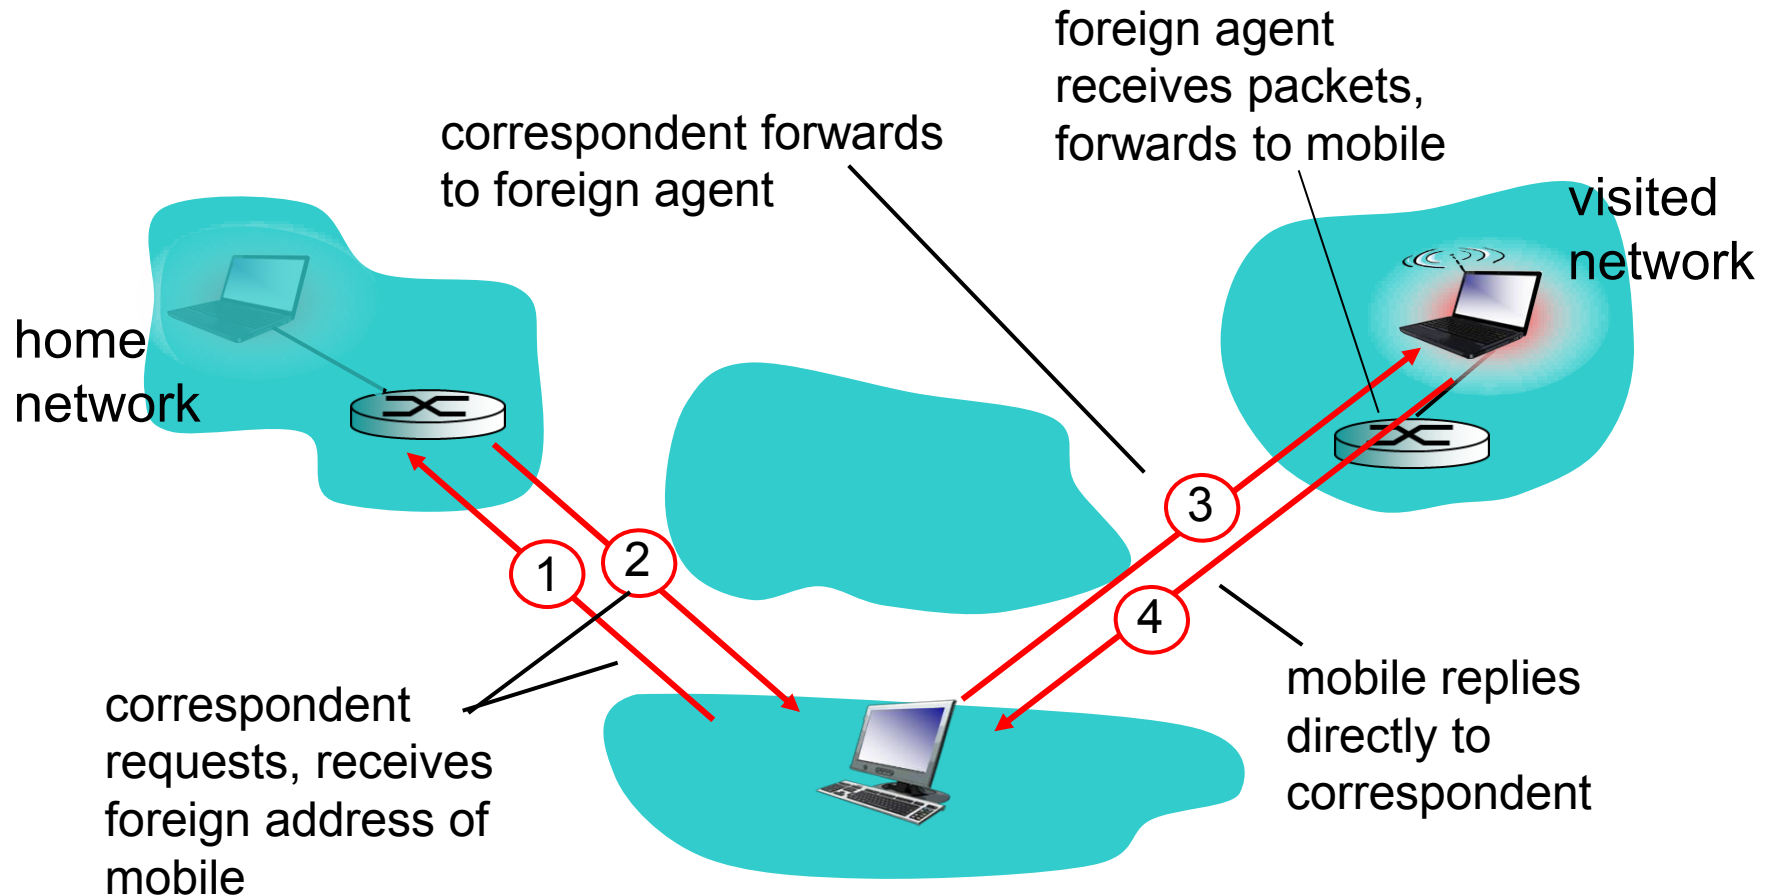 foreign agent
receives packets,
forwards to mobile
correspondent forwards
to foreign agent
visited
network
home
network
3
2
1
4
correspondent
requests, receives
foreign address of
mobile
mobile replies
directly to
correspondent